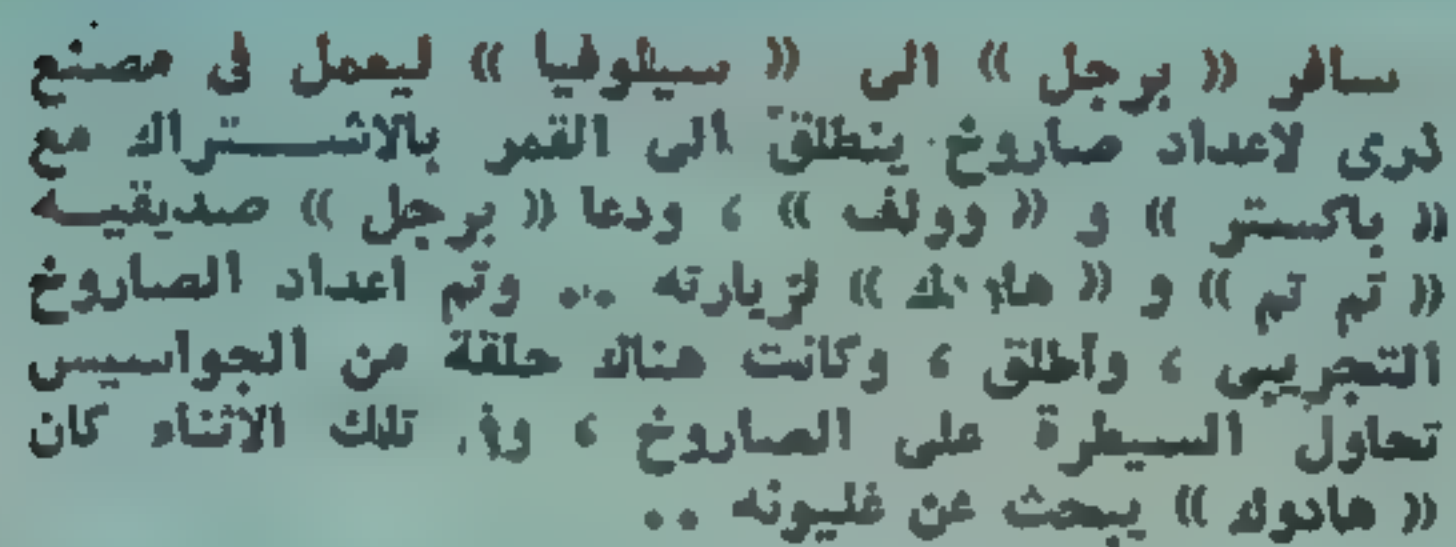 سافر « برجل » الى « سيلوفيا » ليعمل فى مصنع
ذرى لاعداد صاروخ ينطلق الى القمر بالاشتراك مع
« باكستر » و « وولف » ، ودعا « برجل » صديقيه
« تم تم » و « هادوك » لزيارته .. وتم اعداد الصاروخ
التجريبى ، وأطلق ، وكانت هناك حلقة من الجواسيس
تحاول السيطرة على الصاروخ ، وفى تلك الاثناء كان
« هادوك » يبحث عن غليونه ..